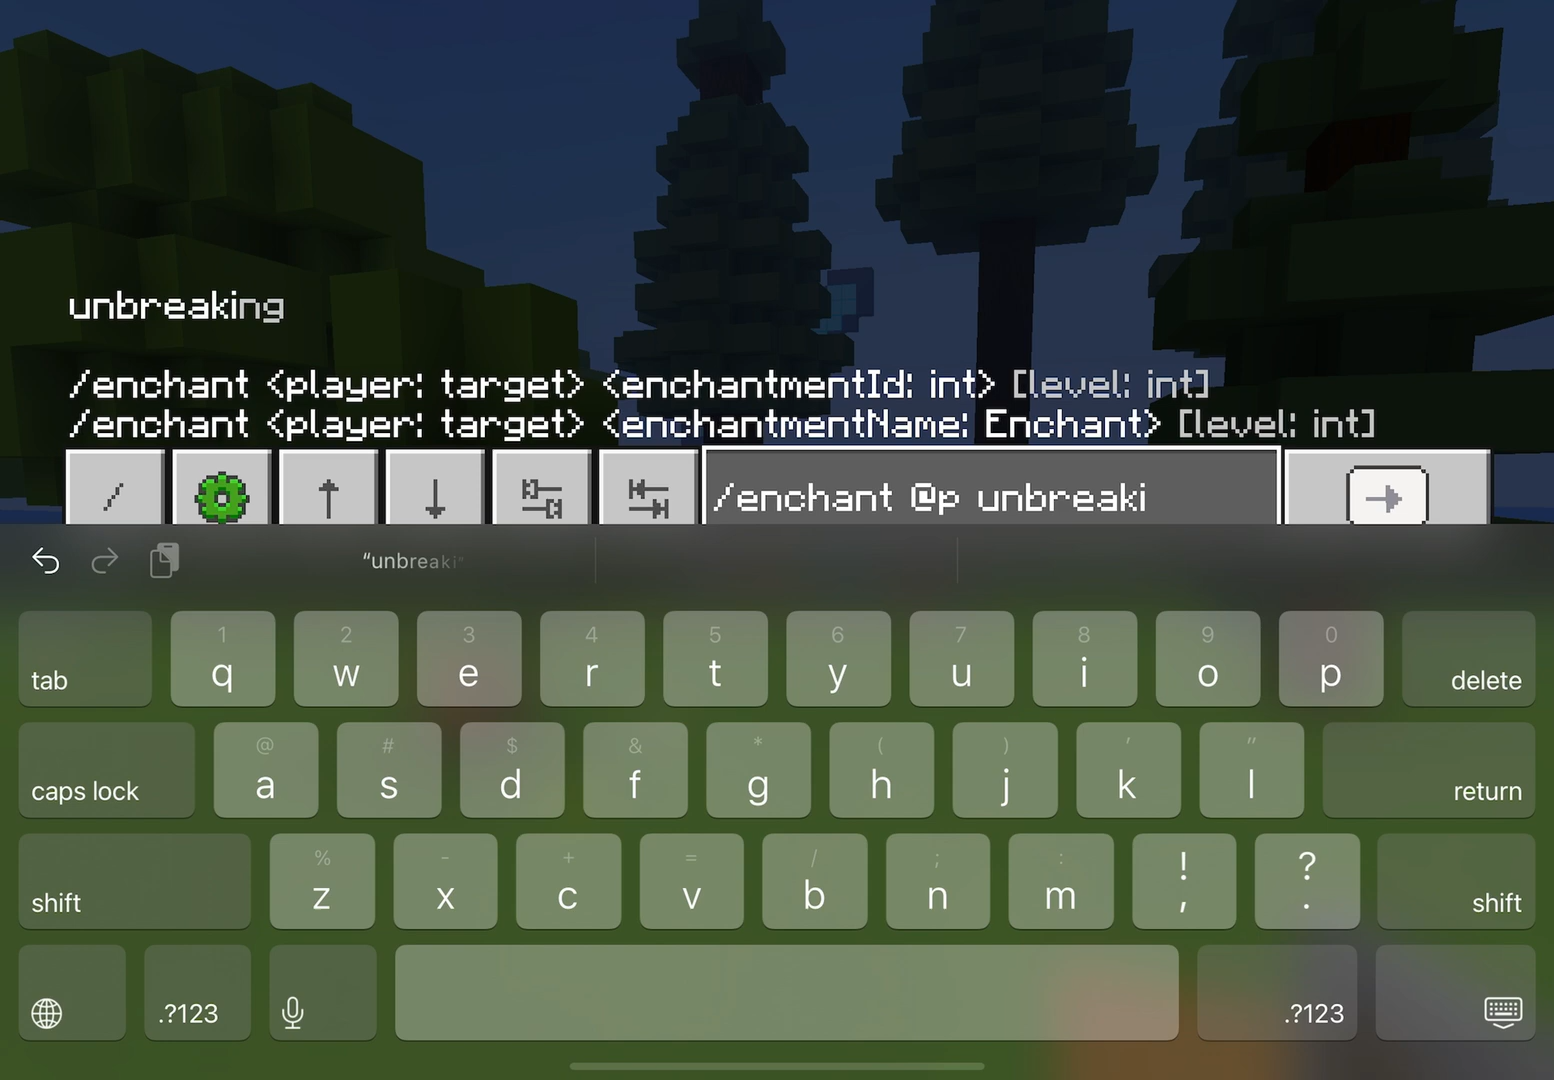 unbreaking
/enchant <player: target> <enchantmentId: int> [level: int]
/enchant <player: target> <enchantmentName: Enchant> [level: int]
/
/enchant @p unbreaki
“unbreaki”
tab
1 2 3 4 5 6 7 8 9 0
q w e r t y u i o p
delete
@ # $ & * ( ) ' "
caps lock
a s d f g h j k l
return
% - + = / ; : ! ?
shift
z x c v b n m , .
shift
.?123
.?123